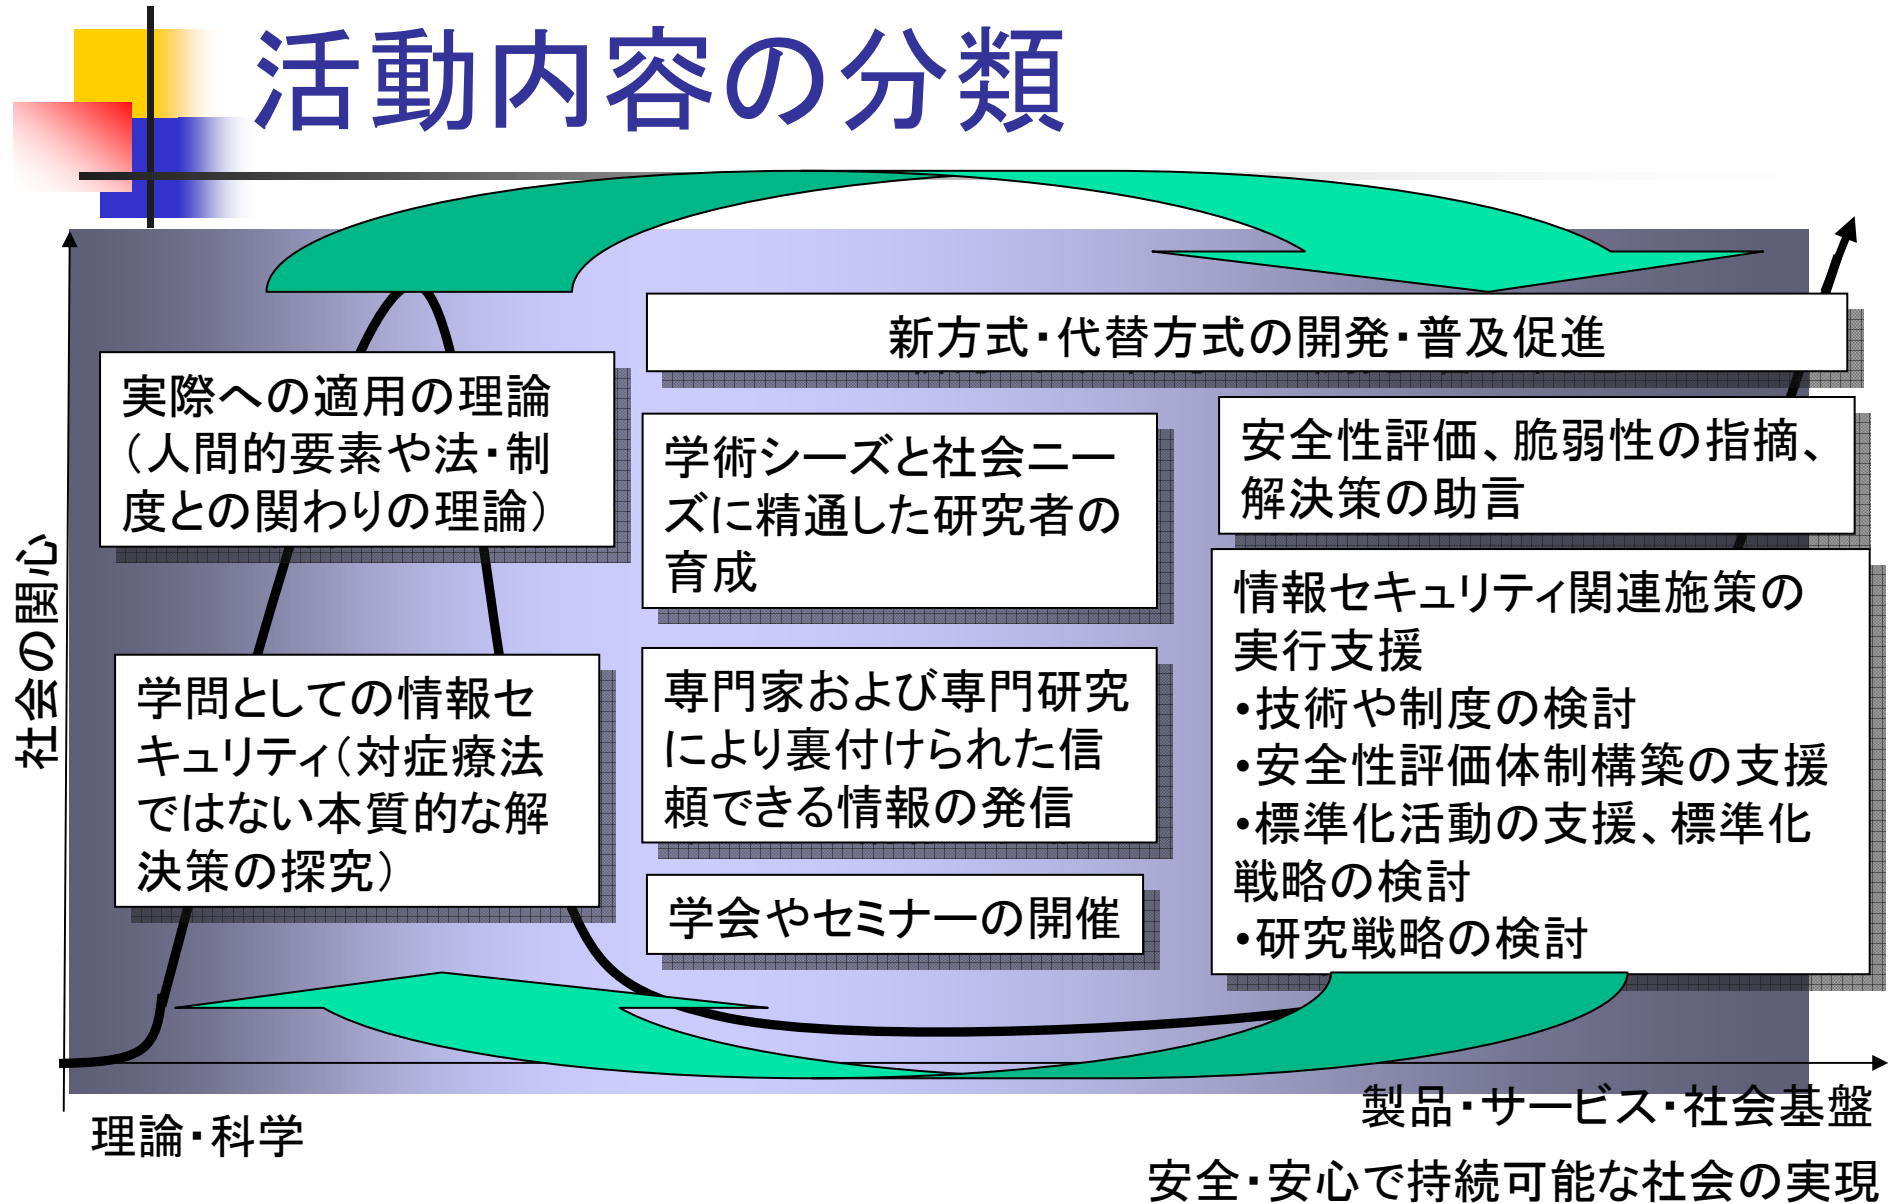 活動内容の分類
新方式・代替方式の開発・普及促進
実際への適用の理論
（人間的要素や法・制
度との関わりの理論）
学術シーズと社会ニー
ズに精通した研究者の
育成
安全性評価、脆弱性の指摘、
解決策の助言
社会の関心
学問としての情報セ
キュリティ（対症療法
ではない本質的な解
決策の探究）
専門家および専門研究
により裏付けられた信
頼できる情報の発信
学会やセミナーの開催
情報セキュリティ関連施策の
実行支援
・技術や制度の検討
・安全性評価体制構築の支援
・標準化活動の支援、標準化
戦略の検討
・研究戦略の検討
理論・科学
製品・サービス・社会基盤
安全・安心で持続可能な社会の実現